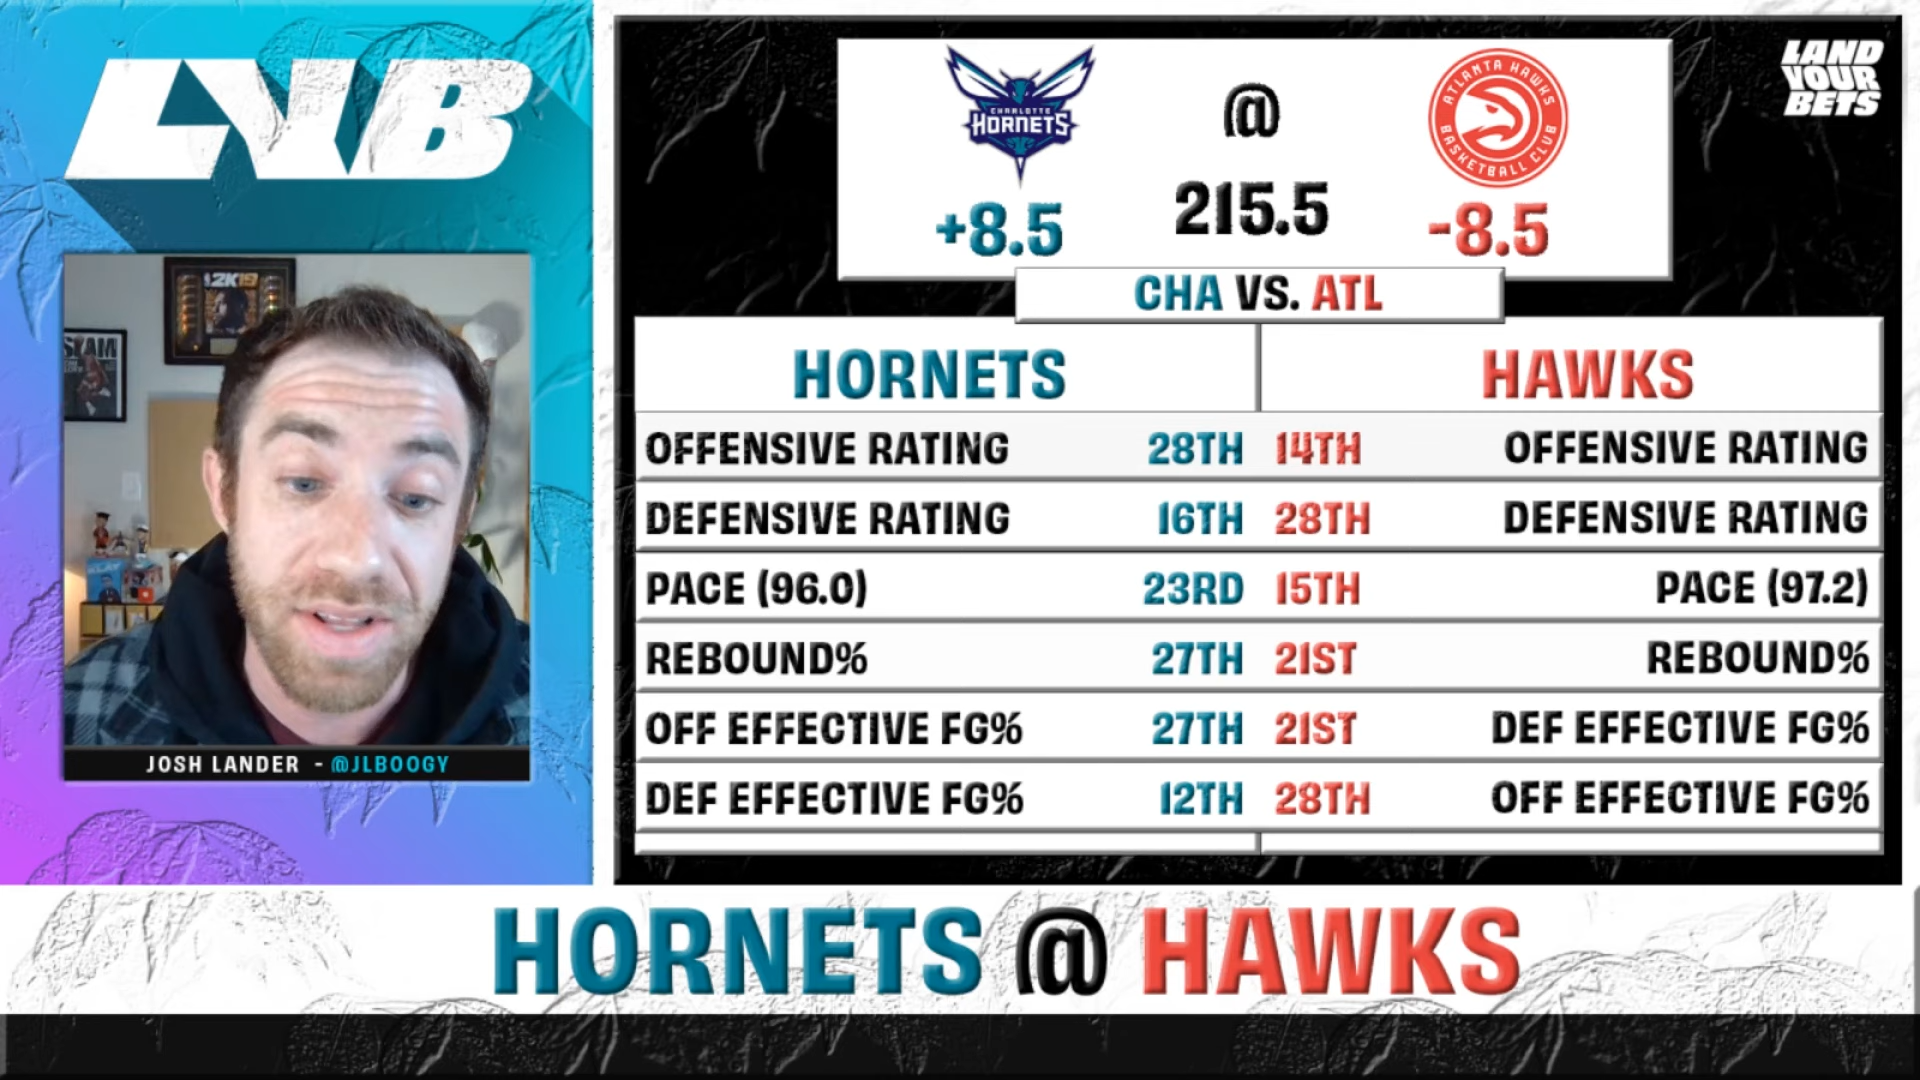 LYB
2K19
SLAM
KLAY
JOSH LANDER - @JLBOOGY
CHARLOTTE
HORNETS
@
ATLANTA HAWKS
BASKETBALL CLUB
LAND
YOUR
BETS
+8.5
215.5
-8.5
CHA VS. ATL
HORNETS
HAWKS
OFFENSIVE RATING 28TH 14TH OFFENSIVE RATING
DEFENSIVE RATING 16TH 28TH DEFENSIVE RATING
PACE (96.0) 23RD 15TH PACE (97.2)
REBOUND% 27TH 21ST REBOUND%
OFF EFFECTIVE FG% 27TH 21ST DEF EFFECTIVE FG%
DEF EFFECTIVE FG% 12TH 28TH OFF EFFECTIVE FG%
HORNETS @ HAWKS